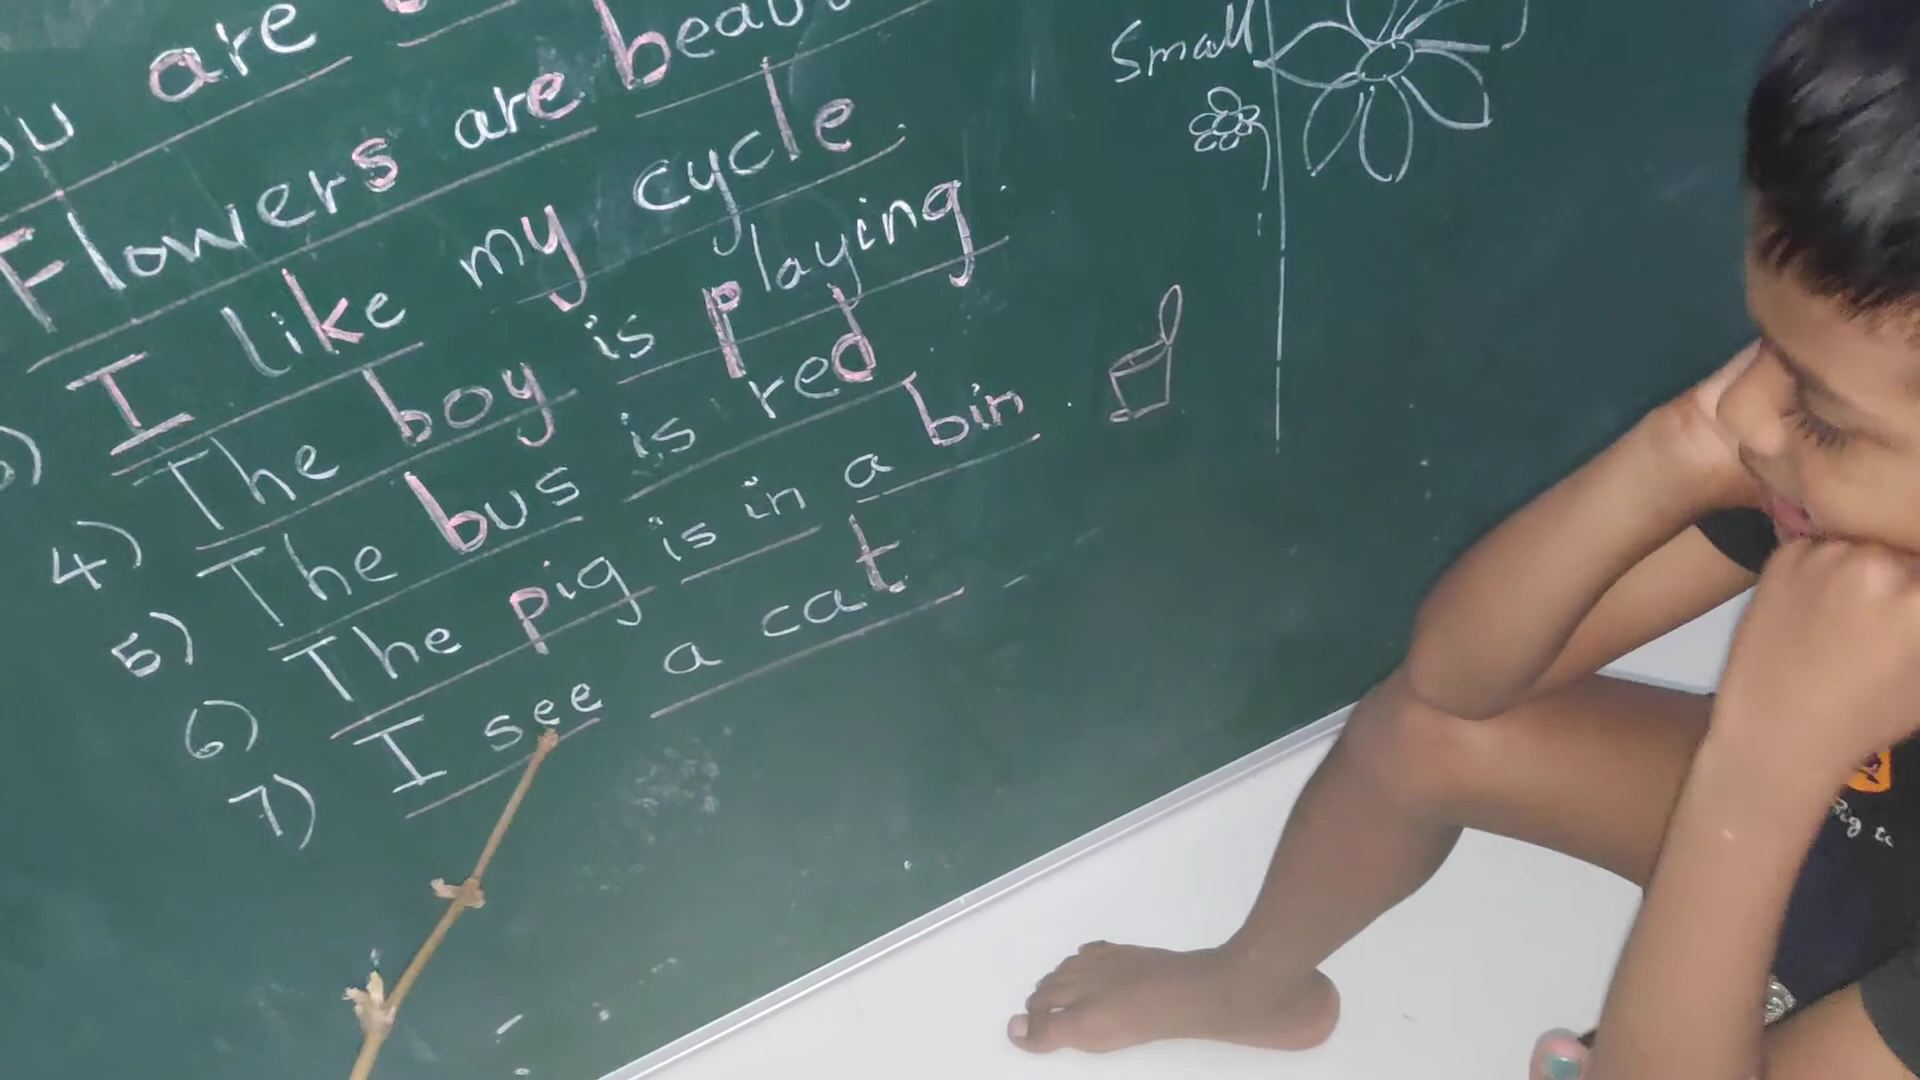 are
Flowers are
I like my cycle.
The boy is playing.
4) The bus is red
5) The pig is in a bin.
6) I see a cat
7)
Small
Big